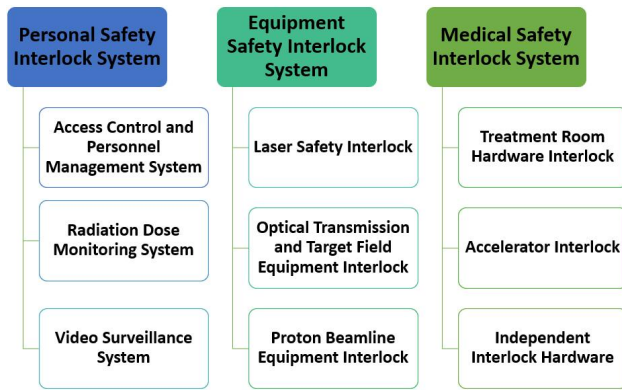 Personal Safety
Interlock System
Access Control and
Personnel
Management System
Radiation Dose
Monitoring System
Video Surveillance
System
Equipment
Safety Interlock
System
Laser Safety Interlock
Optical Transmission
and Target Field
Equipment Interlock
Proton Beamline
Equipment Interlock
Medical Safety
Interlock System
Treatment Room
Hardware Interlock
Accelerator Interlock
Independent
Interlock Hardware